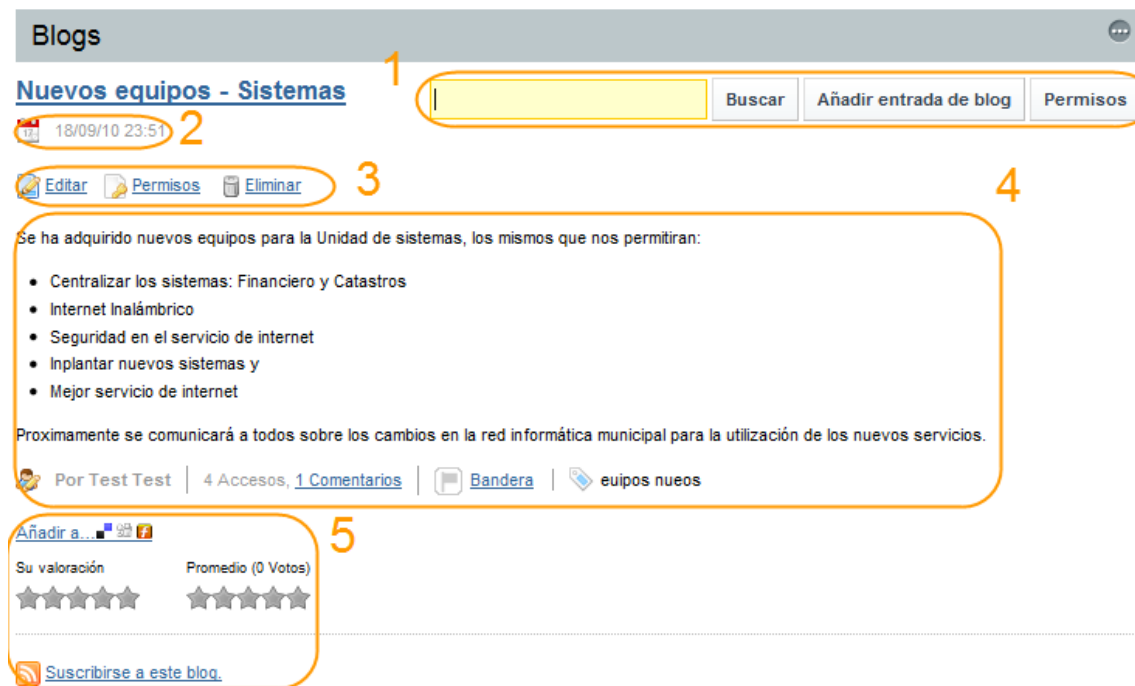 Blogs
1
Nuevos equipos - Sistemas
Buscar Añadir entrada de blog Permisos
18/09/10 23:51 2
Editar Permisos Eliminar 3
4
Se ha adquirido nuevos equipos para la Unidad de sistemas, los mismos que nos permitiran:
• Centralizar los sistemas: Financiero y Catastros
• Internet Inalámbrico
• Seguridad en el servicio de internet
• Inplantar nuevos sistemas y
• Mejor servicio de internet
Proximamente se comunicará a todos sobre los cambios en la red informática municipal para la utilización de los nuevos servicios.
Por Test Test | 4 Accesos, 1 Comentarios | Bandera | euipos nueos
Añadir a... 5
Su valoración Promedio (0 Votos)
Suscribirse a este blog.